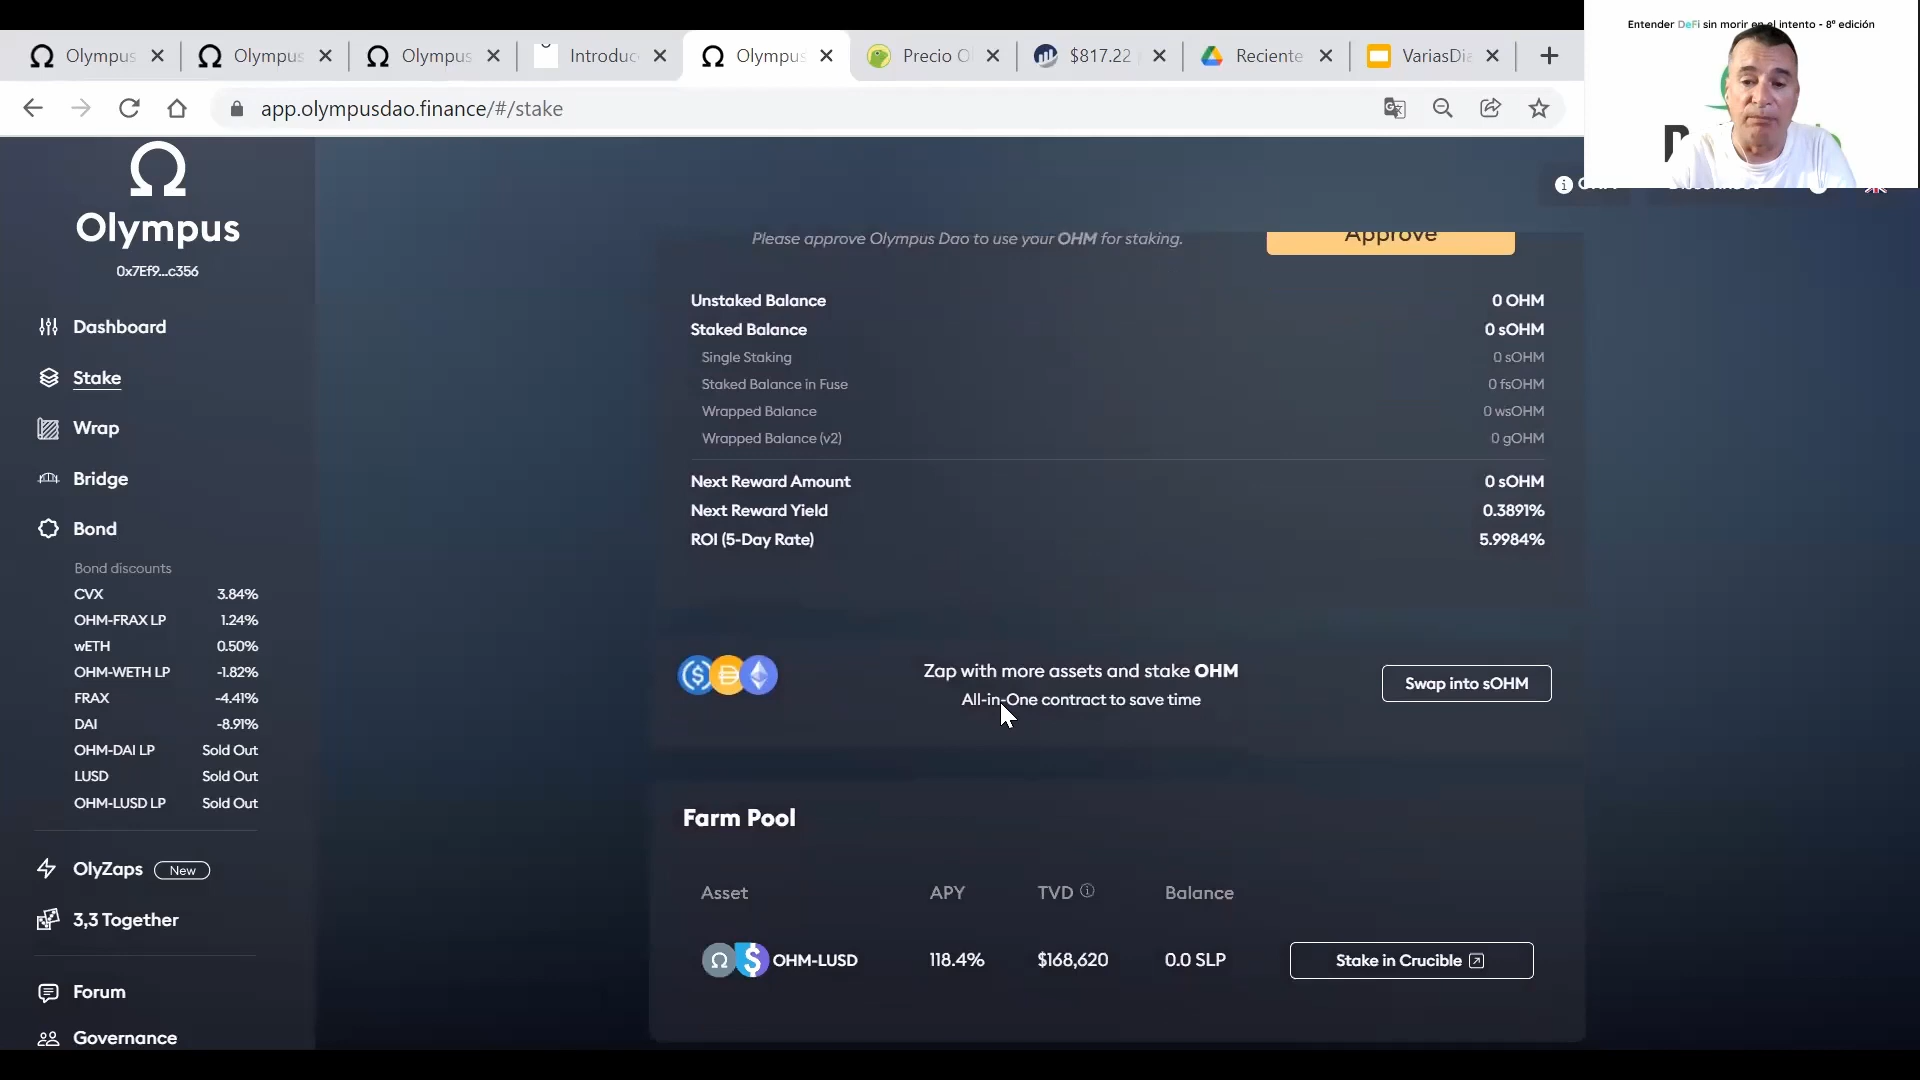 Entender DeFi sin morir en el intento - 8ª edición
Olympus
Olympus
Olympus
Introduc
Olympus
Precio O
$817.22
Reciente
VariasDia
app.olympusdao.finance/#/stake
Olympus
0x7Ef9...c356
Dashboard
Stake
Wrap
Bridge
Bond
Bond discounts
CVX 3.84%
OHM-FRAX LP 1.24%
wETH 0.50%
OHM-WETH LP -1.82%
FRAX -4.41%
DAI -8.91%
OHM-DAI LP Sold Out
LUSD Sold Out
OHM-LUSD LP Sold Out
OlyZaps New
3,3 Together
Forum
Governance
Please approve Olympus Dao to use your OHM for staking.
Approve
Unstaked Balance 0 OHM
Staked Balance 0 sOHM
Single Staking 0 sOHM
Staked Balance in Fuse 0 fsOHM
Wrapped Balance 0 wsOHM
Wrapped Balance (v2) 0 gOHM
Next Reward Amount 0 sOHM
Next Reward Yield 0.3891%
ROI (5-Day Rate) 5.9984%
Zap with more assets and stake OHM
All-in-One contract to save time
Swap into sOHM
Farm Pool
Asset APY TVD Balance
OHM-LUSD 118.4% $168,620 0.0 SLP Stake in Crucible